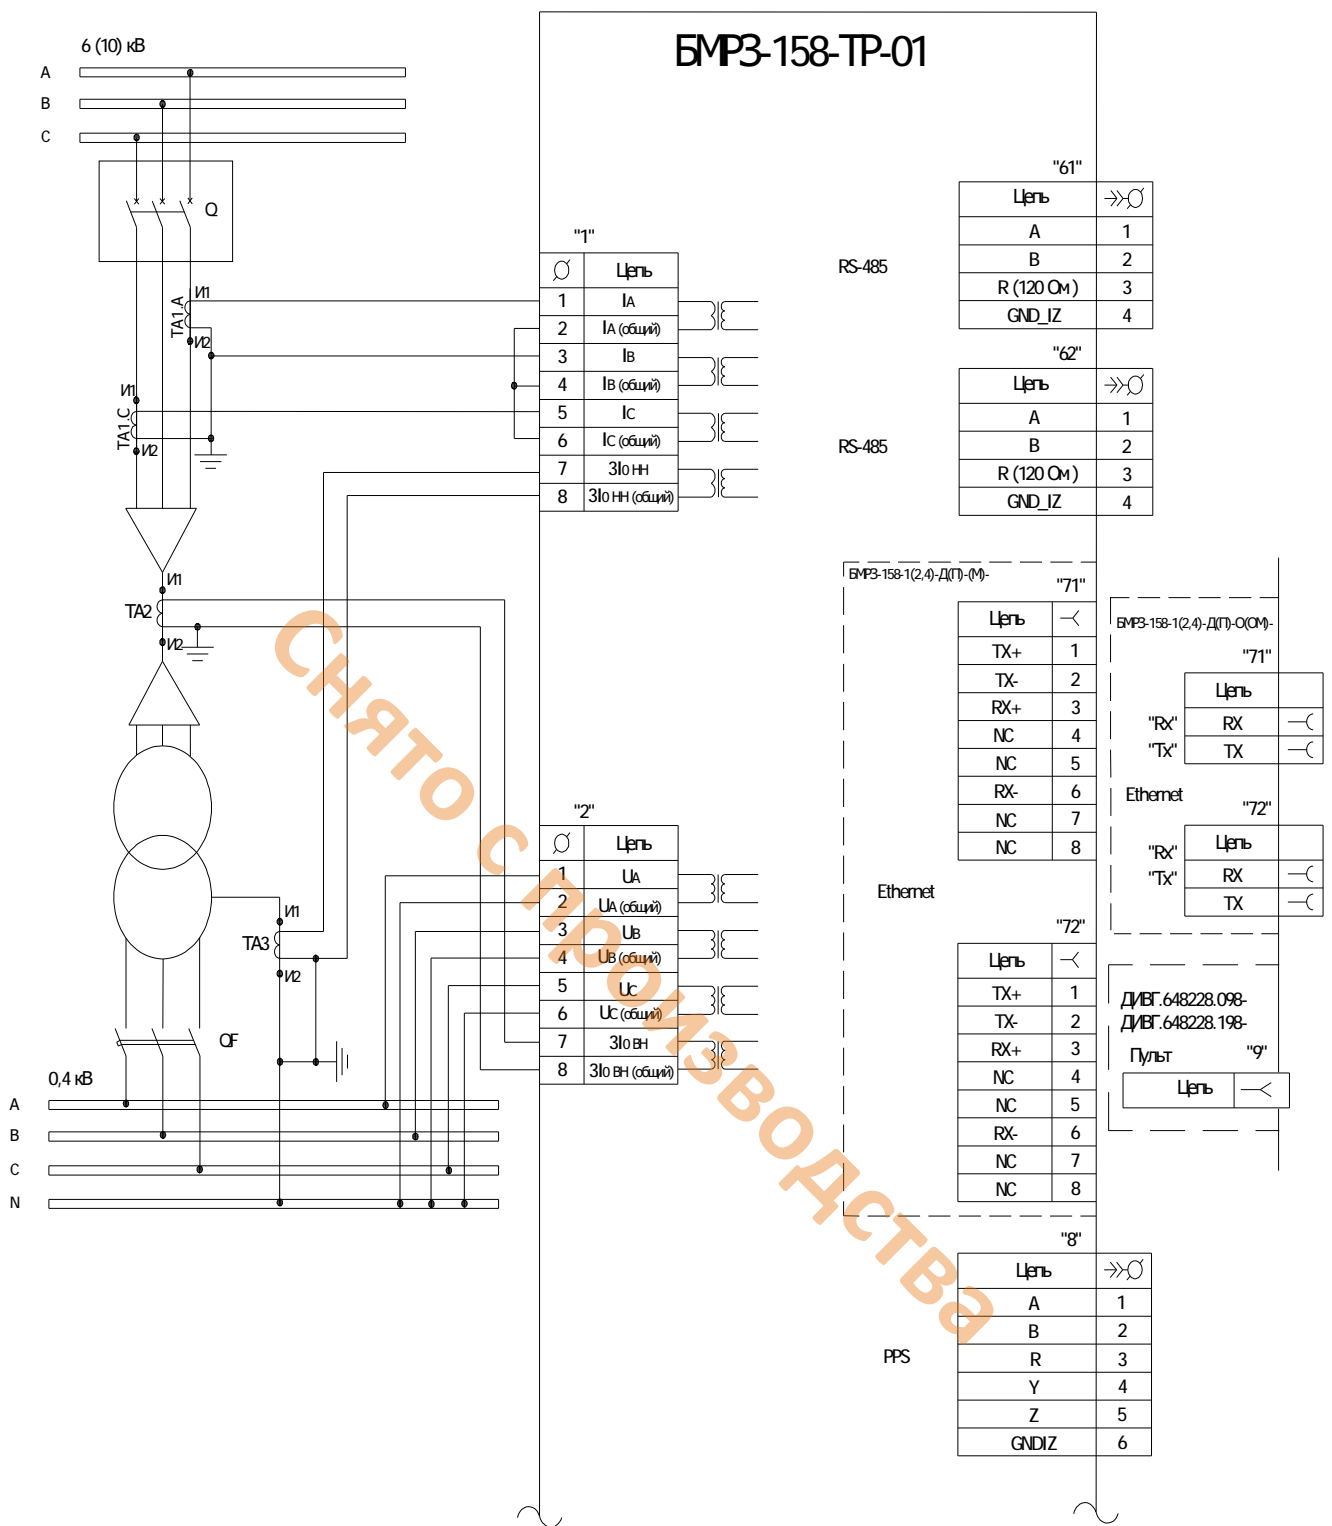 БМРЗ-158-ТР-01
6 (10) кВ
A
B
C
Q
TA1.A
И1
И2
TA1.C
И1
И2
И1
TA2
И2
И1
TA3
И2
QF
0,4 кВ
A
B
C
N
"1"
Цепь
1 IA
2 IA (общий)
3 IB
4 IB (общий)
5 IC
6 IC (общий)
7 3I0 НН
8 3I0 НН (общий)
"2"
Цепь
1 UA
2 UA (общий)
3 UB
4 UB (общий)
5 UC
6 UC (общий)
7 3I0 ВН
8 3I0 ВН (общий)
RS-485
"61"
Цепь
A 1
B 2
R (120 Ом) 3
GND_IZ 4
RS-485
"62"
Цепь
A 1
B 2
R (120 Ом) 3
GND_IZ 4
БМРЗ-158-1(2,4)-Д(П)-(М)-
Ethernet
"71"
Цепь
TX+ 1
TX- 2
RX+ 3
NC 4
NC 5
RX- 6
NC 7
NC 8
"72"
Цепь
TX+ 1
TX- 2
RX+ 3
NC 4
NC 5
RX- 6
NC 7
NC 8
БМРЗ-158-1(2,4)-Д(П)-О(ОМ)-
"71"
Цепь
"Rx" RX
"Tx" TX
Ethernet
"72"
Цепь
"Rx"
"Tx" RX
TX
ДИВГ.648228.098-
ДИВГ.648228.198-
Пульт "9"
Цепь
PPS
"8"
Цепь
A 1
B 2
R 3
Y 4
Z 5
GNDIZ 6
Снято с производства